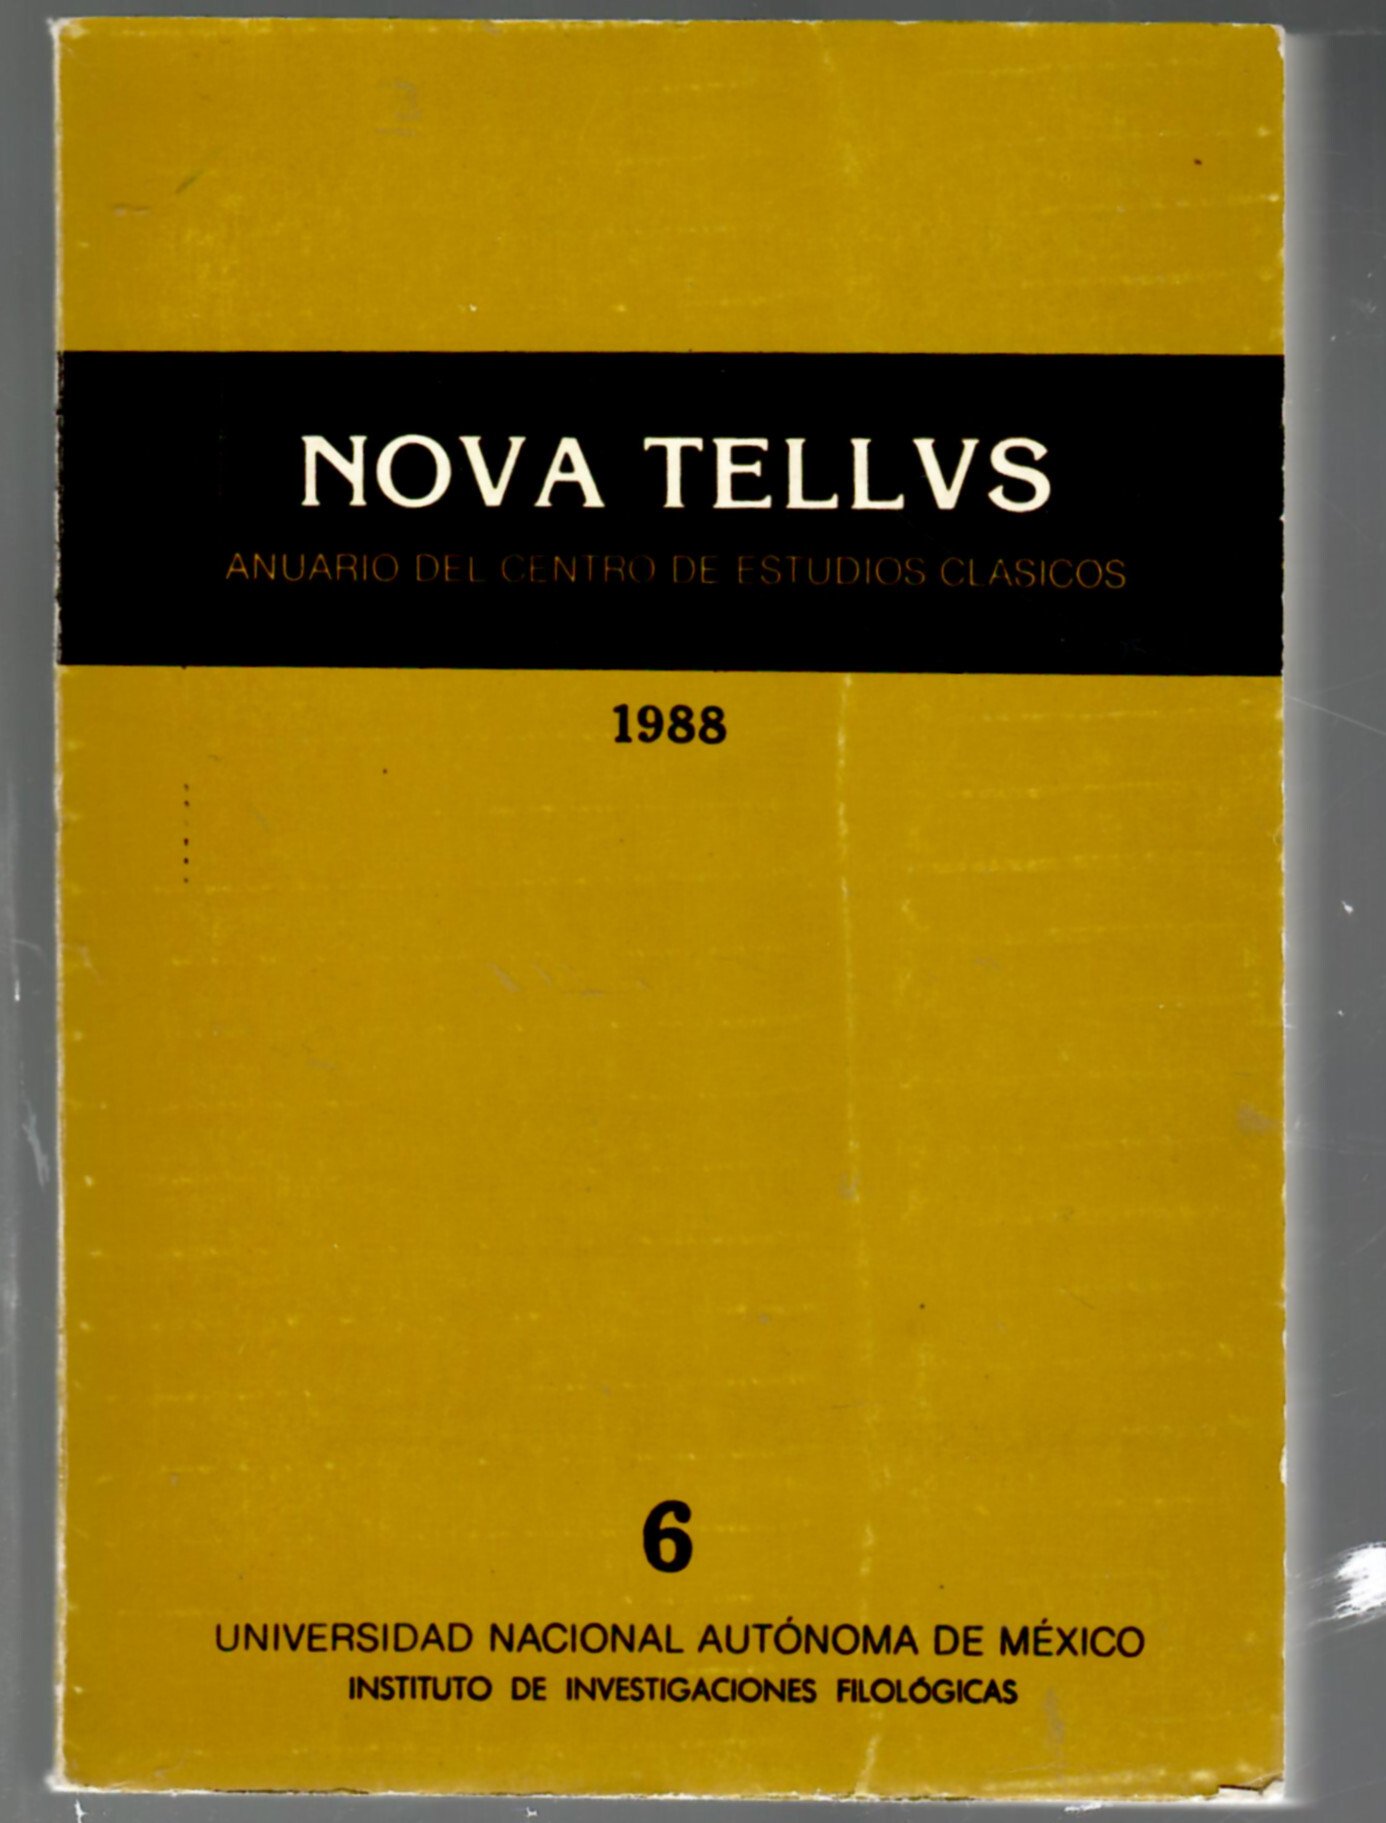 NOVA TELLVS
ANUARIO DEL CENTRO DE ESTUDIOS CLASICOS
1988
6
UNIVERSIDAD NACIONAL AUTÓNOMA DE MÉXICO
INSTITUTO DE INVESTIGACIONES FILOLÓGICAS